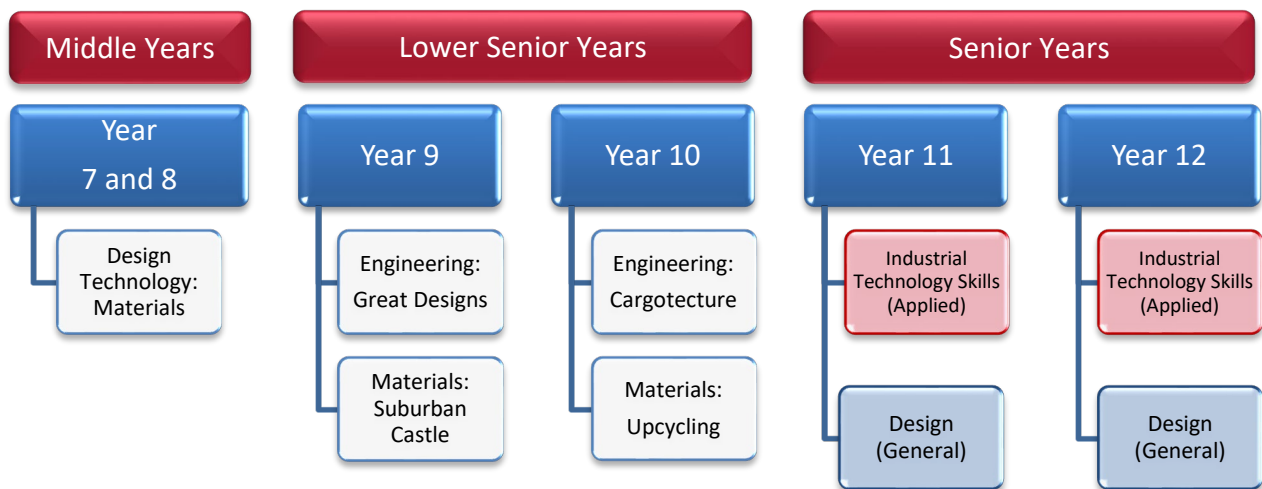 Middle Years
Lower Senior Years
Senior Years
Year
7 and 8
Year 9
Year 10
Year 11
Year 12
Design
Technology:
Materials
Engineering:
Great Designs
Materials:
Suburban
Castle
Engineering:
Cargotecture
Materials:
Upcycling
Industrial
Technology Skills
(Applied)
Design
(General)
Industrial
Technology Skills
(Applied)
Design
(General)